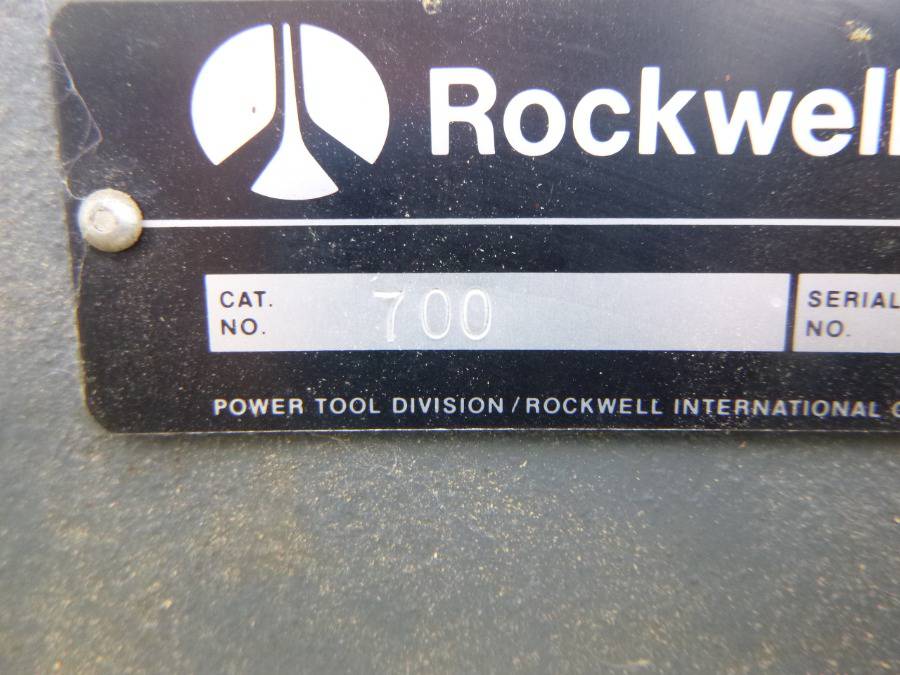 Rockwell
CAT. NO. 700
SERIAL NO.
POWER TOOL DIVISION / ROCKWELL INTERNATIONAL